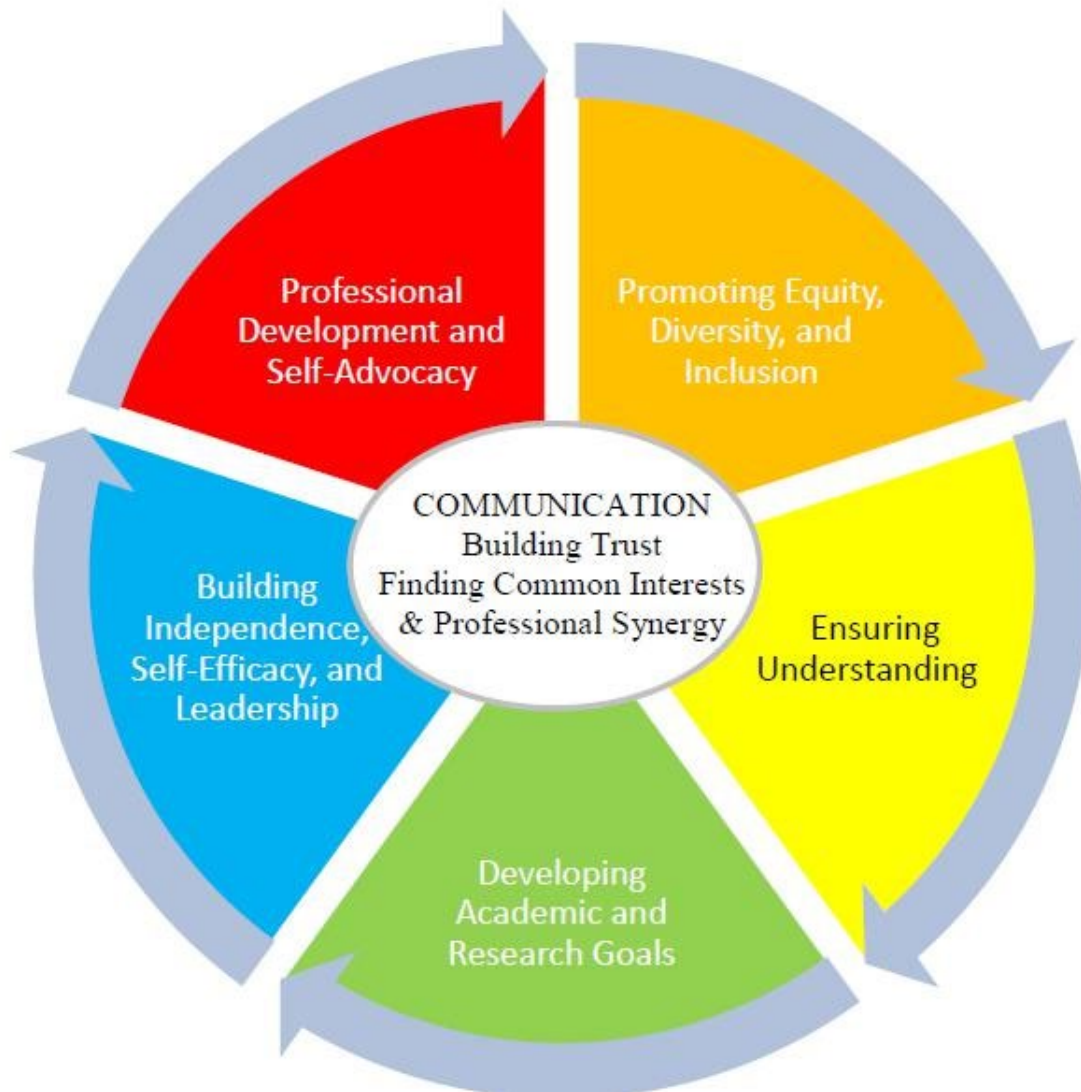 Professional
Development and
Self-Advocacy
Promoting Equity,
Diversity, and
Inclusion
COMMUNICATION
Building Trust
Finding Common Interests
& Professional Synergy
Building
Independence,
Self-Efficacy, and
Leadership
Ensuring
Understanding
Developing
Academic and
Research Goals